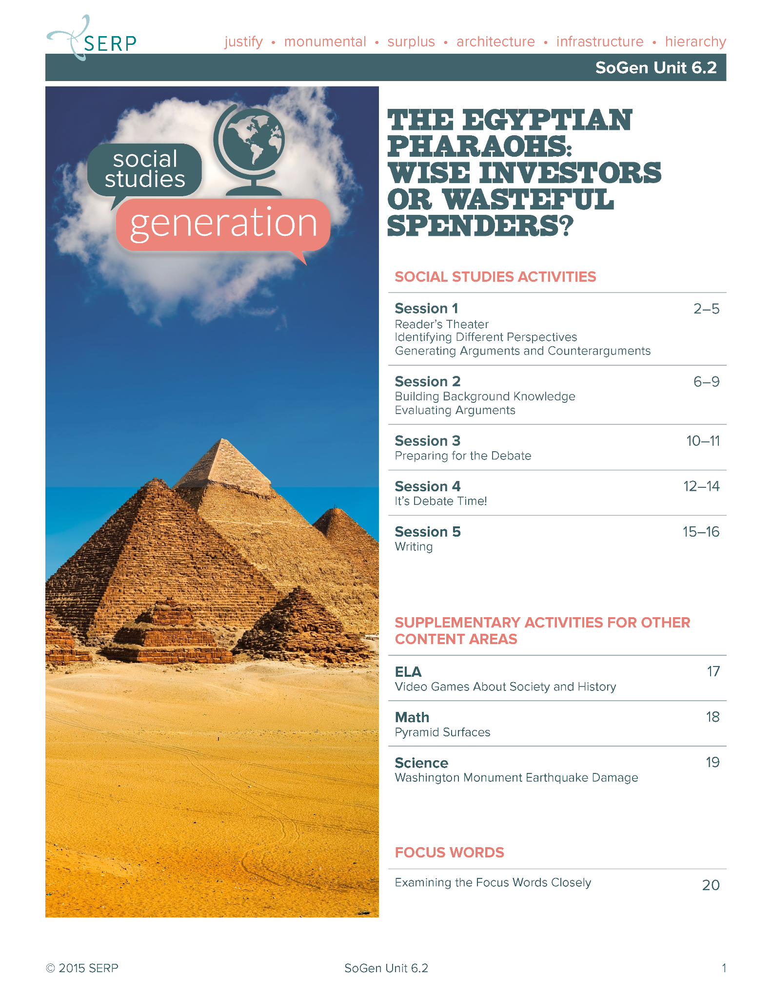 SERP
justify • monumental • surplus • architecture • infrastructure • hierarchy
SoGen Unit 6.2
social
studies
generation
THE EGYPTIAN
PHARAOHS:
WISE INVESTORS
OR WASTEFUL
SPENDERS?
SOCIAL STUDIES ACTIVITIES
Session 1 2–5
Reader's Theater
Identifying Different Perspectives
Generating Arguments and Counterarguments
Session 2 6–9
Building Background Knowledge
Evaluating Arguments
Session 3 10–11
Preparing for the Debate
Session 4 12–14
It's Debate Time!
Session 5 15–16
Writing
SUPPLEMENTARY ACTIVITIES FOR OTHER
CONTENT AREAS
ELA 17
Video Games About Society and History
Math 18
Pyramid Surfaces
Science 19
Washington Monument Earthquake Damage
FOCUS WORDS
Examining the Focus Words Closely 20
© 2015 SERP SoGen Unit 6.2 1